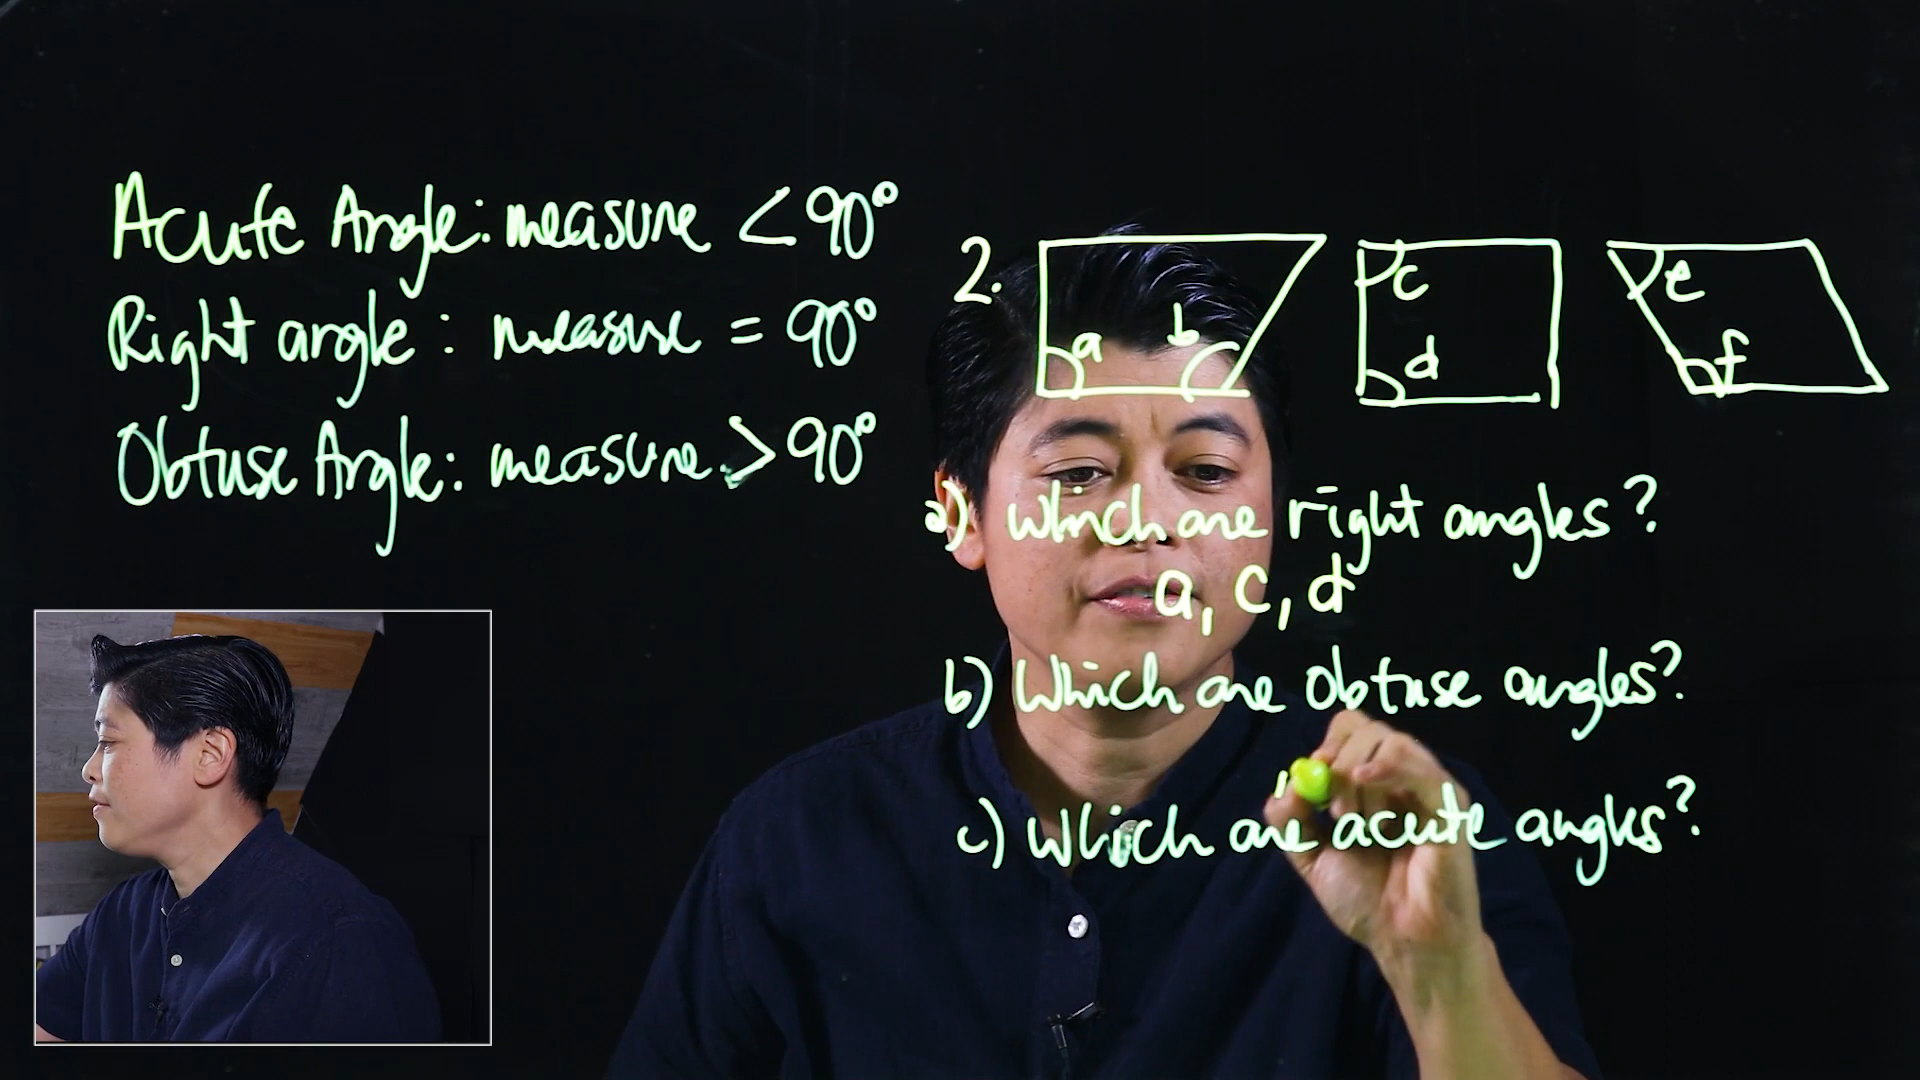 Acute Angle: measure < 90°
Right angle: measure = 90°
Obtuse Angle: measure > 90°
2.
a b
c
d
e
f
a) Which are right angles?
a, c, d
b) Which are obtuse angles?
c) Which are acute angles?